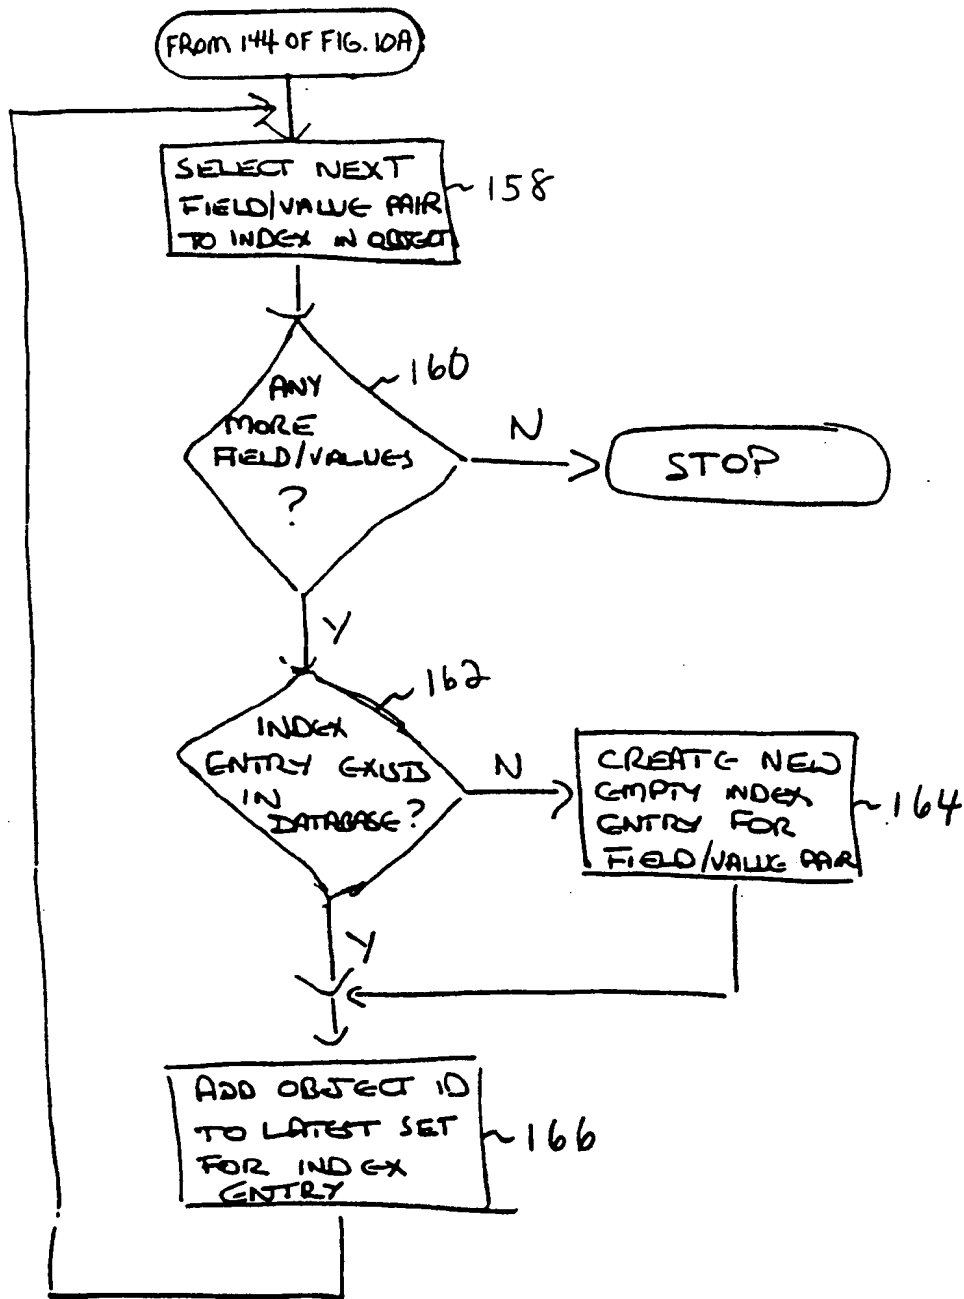 FROM 144 OF FIG. 10A
SELECT NEXT
FIELD/VALUE PAIR
TO INDEX IN OBJECT
158
ANY
MORE
FIELD/VALUES
?
160
N
STOP
Y
INDEX
ENTRY EXISTS
IN
DATABASE?
162
N
CREATE NEW
EMPTY INDEX
ENTRY FOR
FIELD/VALUE PAIR
164
Y
ADD OBJECT ID
TO LATEST SET
FOR INDEX
ENTRY
166